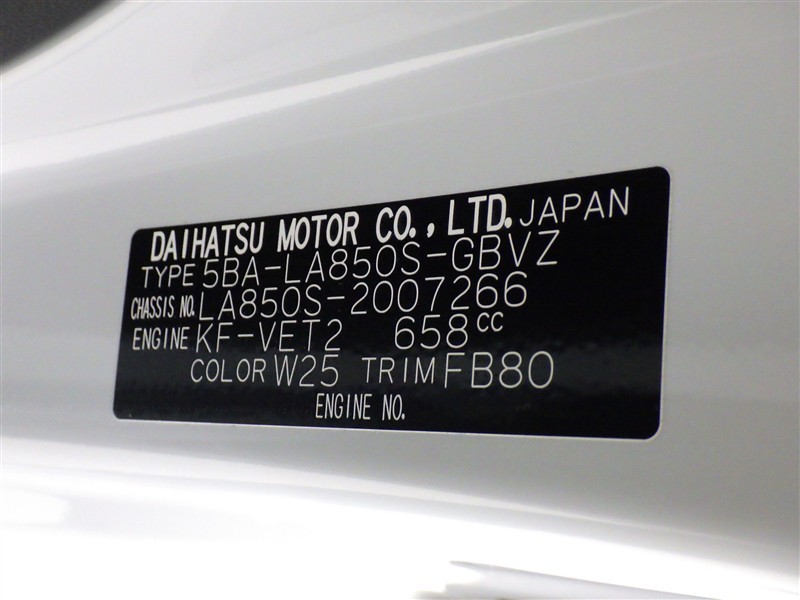 DAIHATSU MOTOR CO., LTD. JAPAN
TYPE 5BA-LA850S-GBVZ
CHASSIS NO. LA850S-2007266
ENGINE KF-VET2 658cc
COLOR W25 TRIM FB80
ENGINE NO.